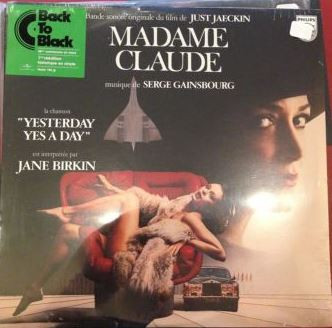 Back
To
Black
Bande sonore originale du film de JUST JAECKIN
PHILIPS
MADAME
CLAUDE
musique de SERGE GAINSBOURG
la chanson
"YESTERDAY
YES A DAY"
est interprétée par
JANE BIRKIN